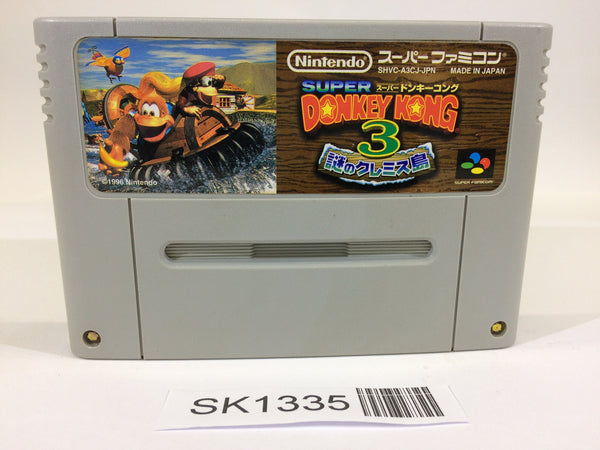 Nintendo スーパーファミコン
SHVC-A3CJ-JPN MADE IN JAPAN
SUPER スーパードンキーコング
DONKEY KONG
3
謎のクレミス島
SUPER FAMICOM
©1996 Nintendo
SK1335